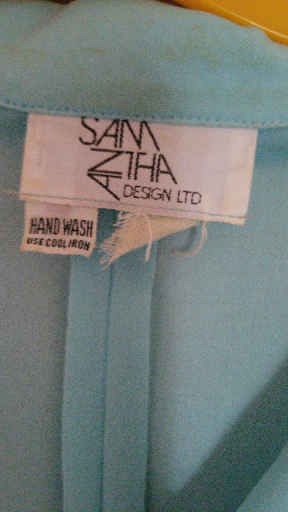 SAM
ANTHA
DESIGN LTD
HAND WASH
USE COOL IRON